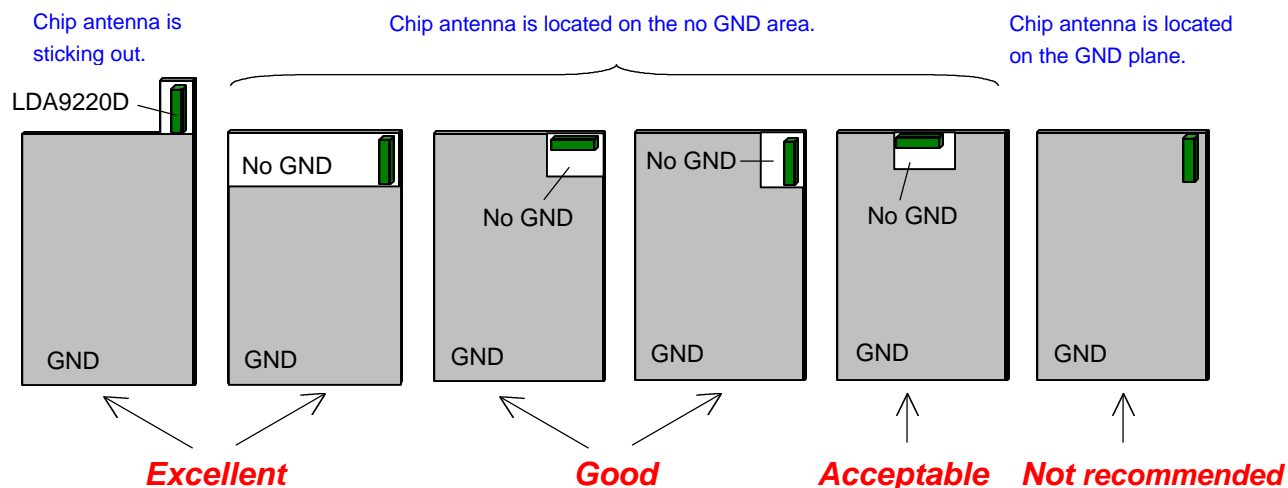 Chip antenna is
sticking out.
Chip antenna is located on the no GND area.
Chip antenna is located
on the GND plane.
LDA9220D
No GND
No GND
No GND
No GND
GND
GND
GND
GND
GND
GND
Excellent
Good
Acceptable
Not recommended